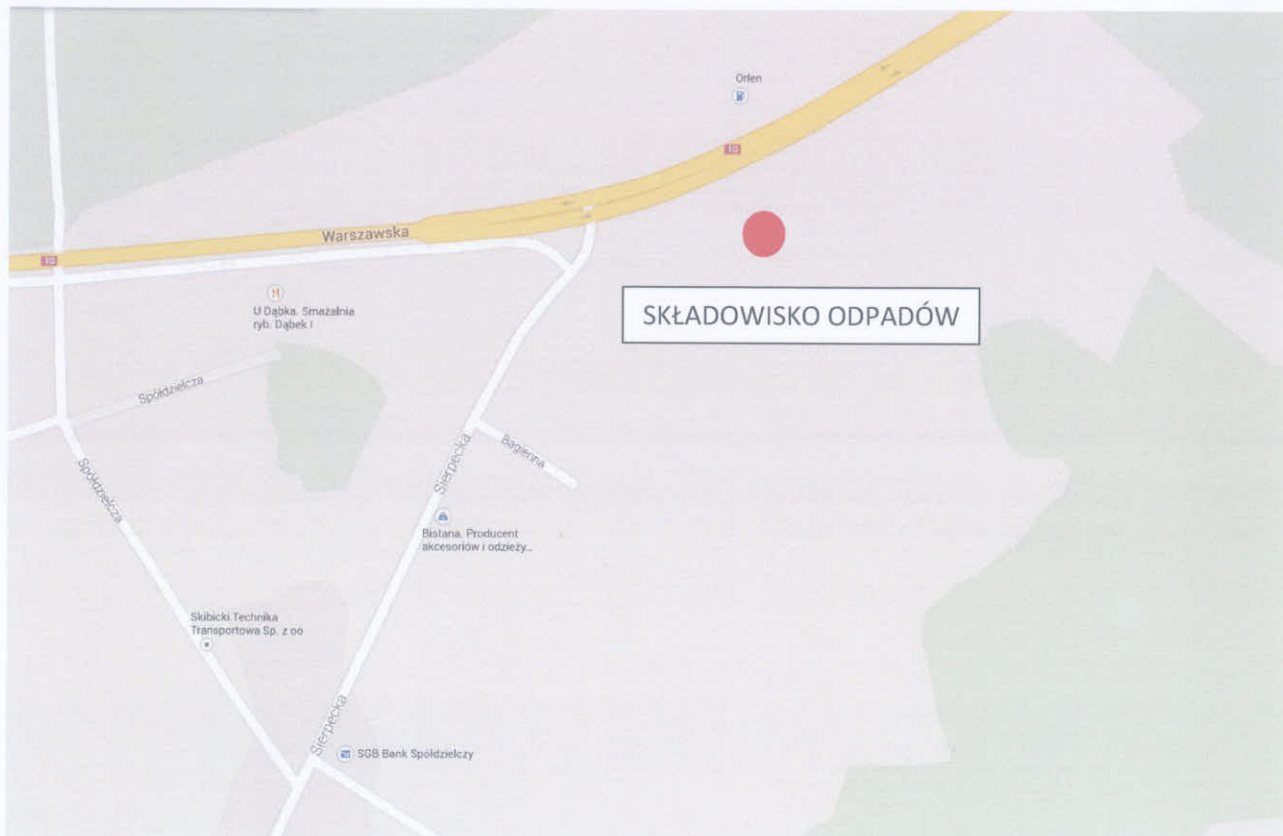 Orlen
10
Warszawska
10
U Dąbka. Smażalnia
ryb. Dąbek I
SKŁADOWISKO ODPADÓW
Spółdzielcza
Sierpecka
Bagienna
Spółdzielcza
Bistana. Producent
akcesoriów i odzieży...
Skibicki Technika
Transportowa Sp. z oo
Sierpecka
SGB Bank Spółdzielczy